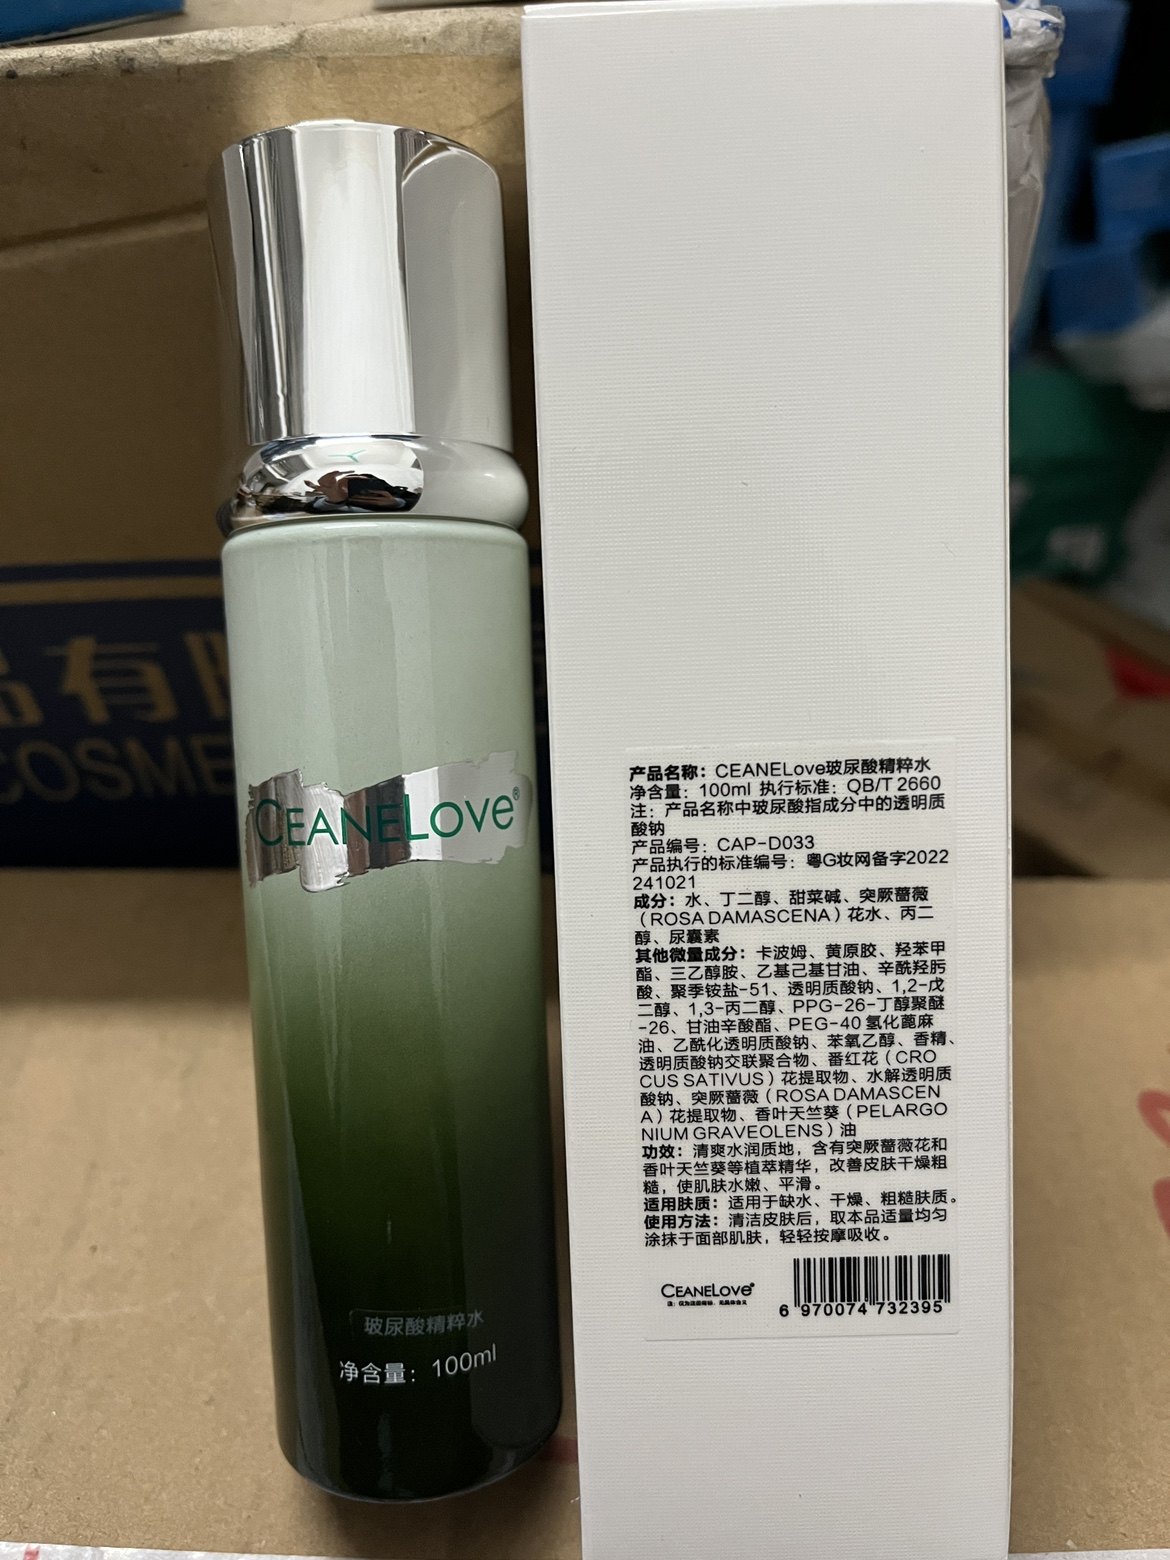 品有限
COSME
CEANELOVE®
玻尿酸精粹水
净含量：100ml
产品名称：CEANELove玻尿酸精粹水
净含量：100ml 执行标准：QB/T 2660
注：产品名称中玻尿酸指成分中的透明质
酸钠
产品编号：CAP-D033
产品执行的标准编号：粤G妆网备字2022
241021
成分：水、丁二醇、甜菜碱、突厥蔷薇
（ROSA DAMASCENA）花水、丙二
醇、尿囊素
其他微量成分：卡波姆、黄原胶、羟苯甲
酯、三乙醇胺、乙基己基甘油、辛酰羟肟
酸、聚季铵盐-51、透明质酸钠、1,2-戊
二醇、1,3-丙二醇、PPG-26-丁醇聚醚
-26、甘油辛酸酯、PEG-40 氢化蓖麻
油、乙酰化透明质酸钠、苯氧乙醇、香精、
透明质酸钠交联聚合物、番红花（CRO
CUS SATIVUS）花提取物、水解透明质
酸钠、突厥蔷薇（ROSA DAMASCEN
A）花提取物、香叶天竺葵（PELARGO
NIUM GRAVEOLENS）油
功效：清爽水润质地，含有突厥蔷薇花和
香叶天竺葵等植萃精华，改善皮肤干燥粗
糙，使肌肤水嫩、平滑。
适用肤质：适用于缺水、干燥、粗糙肤质。
使用方法：清洁皮肤后，取本品适量均匀
涂抹于面部肌肤，轻轻按摩吸收。
CEANELOVE®
6 970074 732395